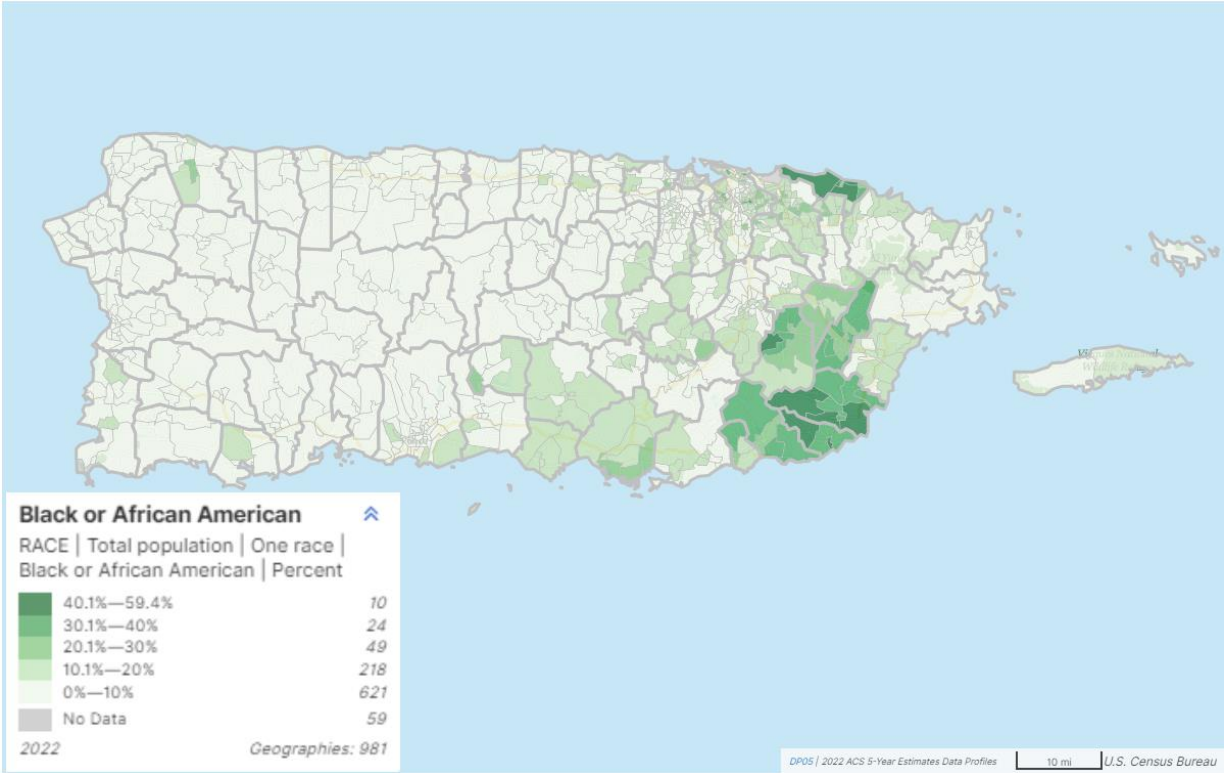 Black or African American
RACE | Total population | One race |
Black or African American | Percent
40.1%—59.4% 10
30.1%—40% 24
20.1%—30% 49
10.1%—20% 218
0%—10% 621
No Data 59
2022 Geographies: 981
DP05 | 2022 ACS 5-Year Estimates Data Profiles 10 mi U.S. Census Bureau